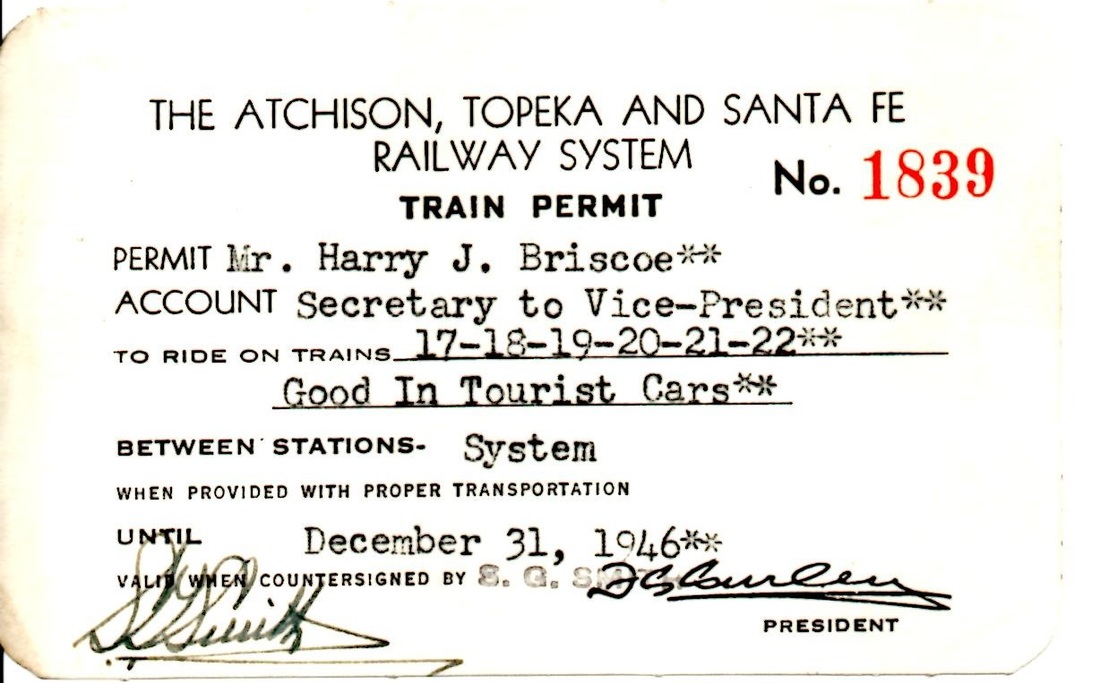 THE ATCHISON, TOPEKA AND SANTA FE
RAILWAY SYSTEM
No. 1839
TRAIN PERMIT
PERMIT Mr. Harry J. Briscoe**
ACCOUNT Secretary to Vice-President**
TO RIDE ON TRAINS 17-18-19-20-21-22**
Good In Tourist Cars**
BETWEEN STATIONS- System
WHEN PROVIDED WITH PROPER TRANSPORTATION
UNTIL December 31, 1946**
VALID WHEN COUNTERSIGNED BY S. G. SMITH
Smith
PRESIDENT